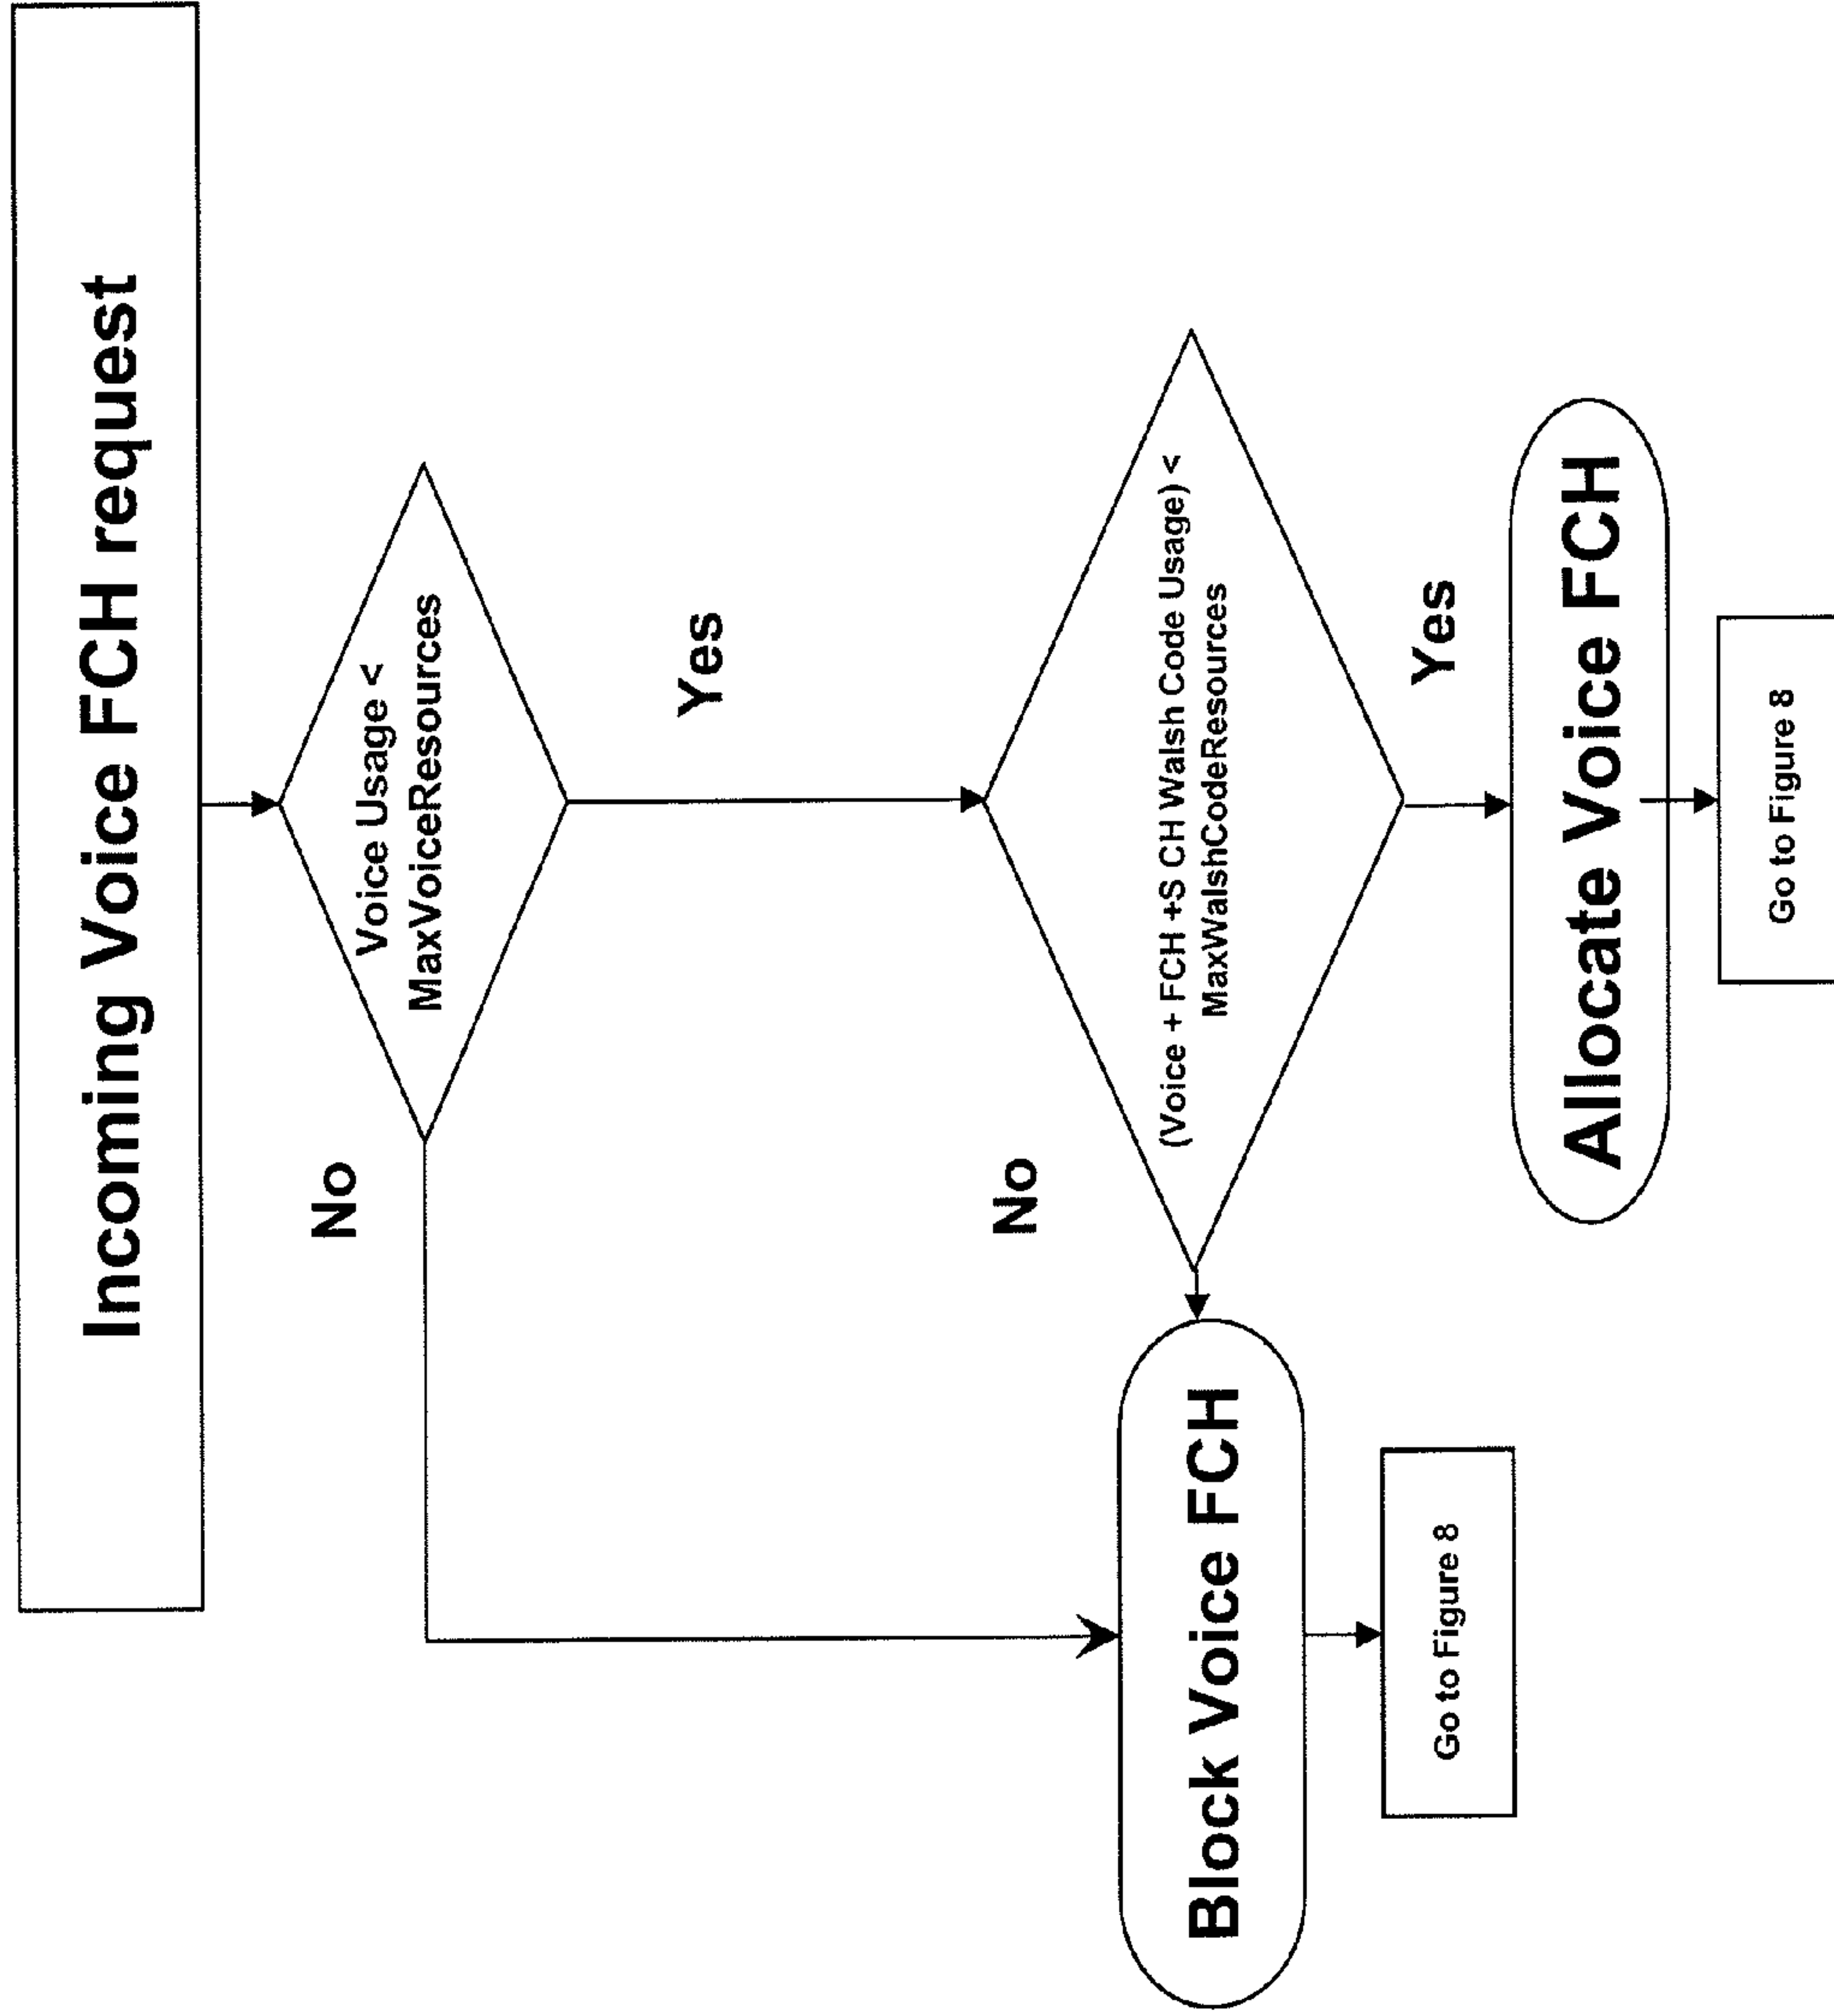 Incoming Voice FCH request
Voice Usage <
MaxVoiceResources
No
Yes
(Voice + FCH +S CH Walsh Code Usage) <
MaxWalshCodeResources
No
Yes
Block Voice FCH
Allocate Voice FCH
Go to Figure 8
Go to Figure 8